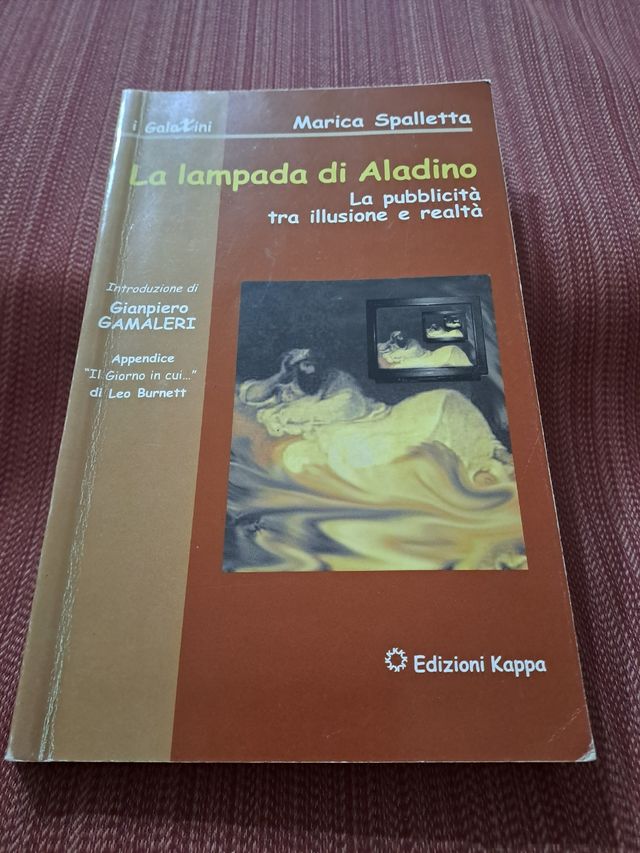 i GalaXini
Marica Spalletta
La lampada di Aladino
La pubblicità
tra illusione e realtà
Introduzione di
Gianpiero
GAMALERI
Appendice
"Il Giorno in cui..."
di Leo Burnett
Edizioni Kappa